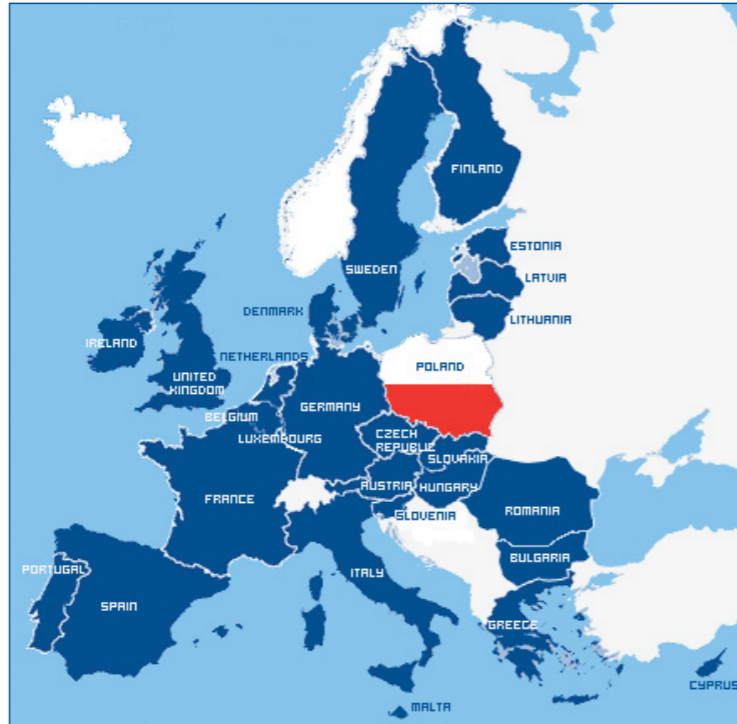 FINLAND
ESTONIA
SWEDEN
LATVIA
DENMARK
LITHUANIA
IRELAND
NETHERLANDS
POLAND
UNITED
KINGDOM
GERMANY
BELGIUM
LUXEMBOURG
CZECH
REPUBLIC
SLOVAKIA
AUSTRIA
HUNGARY
FRANCE
SLOVENIA
ROMANIA
BULGARIA
PORTUGAL
ITALY
SPAIN
GREECE
CYPRUS
MALTA